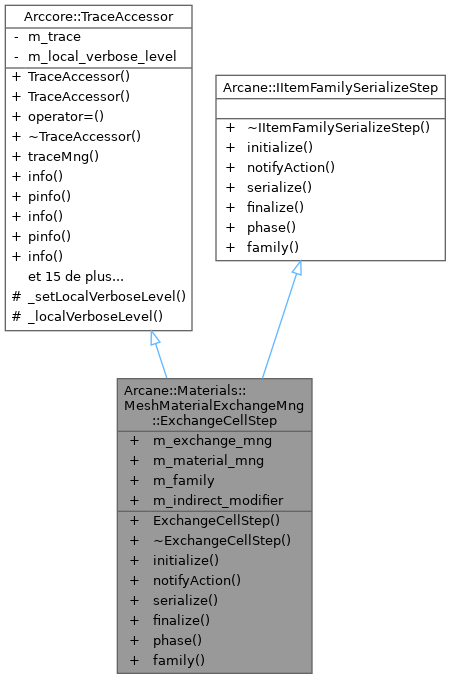 Arccore::TraceAccessor
- m_trace
- m_local_verbose_level
+ TraceAccessor()
+ TraceAccessor()
+ operator=()
+ ~TraceAccessor()
+ traceMng()
+ info()
+ pinfo()
+ info()
+ pinfo()
+ info()
et 15 de plus...
# _setLocalVerboseLevel()
# _localVerboseLevel()
Arcane::IItemFamilySerializeStep
+ ~IItemFamilySerializeStep()
+ initialize()
+ notifyAction()
+ serialize()
+ finalize()
+ phase()
+ family()
Arcane::Materials::
MeshMaterialExchangeMng
::ExchangeCellStep
+ m_exchange_mng
+ m_material_mng
+ m_family
+ m_indirect_modifier
+ ExchangeCellStep()
+ ~ExchangeCellStep()
+ initialize()
+ notifyAction()
+ serialize()
+ finalize()
+ phase()
+ family()